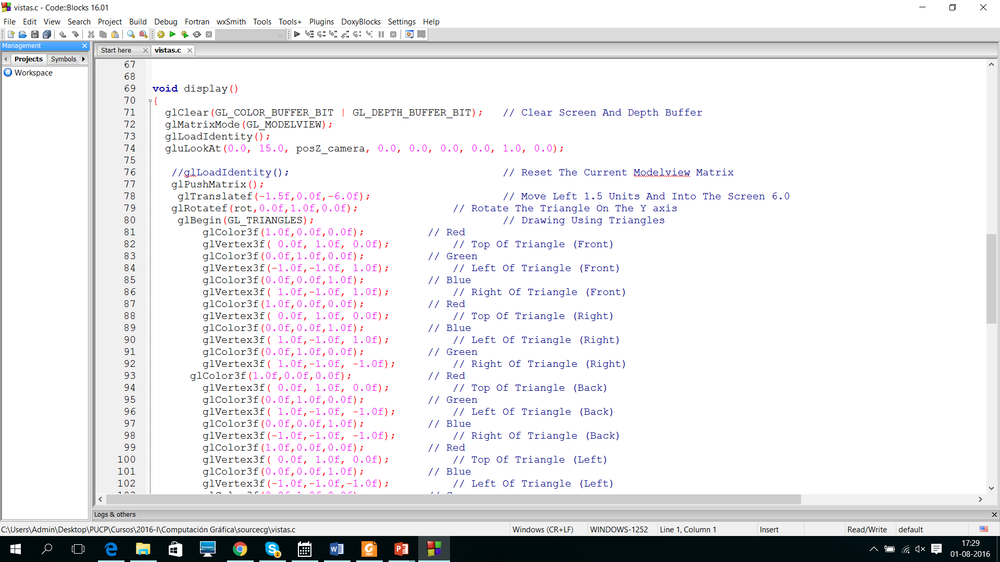 vistas.c - Code::Blocks 16.01
File Edit View Search Project Build Debug Fortran wxSmith Tools Tools+ Plugins DoxyBlocks Settings Help
Management
Start here vistas.c
Projects Symbols
Workspace
67
68
69 void display()
70 {
71 glClear(GL_COLOR_BUFFER_BIT | GL_DEPTH_BUFFER_BIT); // Clear Screen And Depth Buffer
72 glMatrixMode(GL_MODELVIEW);
73 glLoadIdentity();
74 gluLookAt(0.0, 15.0, posZ_camera, 0.0, 0.0, 0.0, 0.0, 1.0, 0.0);
75
76 //glLoadIdentity(); // Reset The Current Modelview Matrix
77 glPushMatrix();
78 glTranslatef(-1.5f,0.0f,-6.0f); // Move Left 1.5 Units And Into The Screen 6.0
79 glRotatef(rot,0.0f,1.0f,0.0f); // Rotate The Triangle On The Y axis
80 glBegin(GL_TRIANGLES); // Drawing Using Triangles
81 glColor3f(1.0f,0.0f,0.0f); // Red
82 glVertex3f( 0.0f, 1.0f, 0.0f); // Top Of Triangle (Front)
83 glColor3f(0.0f,1.0f,0.0f); // Green
84 glVertex3f(-1.0f,-1.0f, 1.0f); // Left Of Triangle (Front)
85 glColor3f(0.0f,0.0f,1.0f); // Blue
86 glVertex3f( 1.0f,-1.0f, 1.0f); // Right Of Triangle (Front)
87 glColor3f(1.0f,0.0f,0.0f); // Red
88 glVertex3f( 0.0f, 1.0f, 0.0f); // Top Of Triangle (Right)
89 glColor3f(0.0f,0.0f,1.0f); // Blue
90 glVertex3f( 1.0f,-1.0f, 1.0f); // Left Of Triangle (Right)
91 glColor3f(0.0f,1.0f,0.0f); // Green
92 glVertex3f( 1.0f,-1.0f, -1.0f); // Right Of Triangle (Right)
93 glColor3f(1.0f,0.0f,0.0f); // Red
94 glVertex3f( 0.0f, 1.0f, 0.0f); // Top Of Triangle (Back)
95 glColor3f(0.0f,1.0f,0.0f); // Green
96 glVertex3f( 1.0f,-1.0f, -1.0f); // Left Of Triangle (Back)
97 glColor3f(0.0f,0.0f,1.0f); // Blue
98 glVertex3f(-1.0f,-1.0f, -1.0f); // Right Of Triangle (Back)
99 glColor3f(1.0f,0.0f,0.0f); // Red
100 glVertex3f( 0.0f, 1.0f, 0.0f); // Top Of Triangle (Left)
101 glColor3f(0.0f,0.0f,1.0f); // Blue
102 glVertex3f(-1.0f,-1.0f,-1.0f); // Left Of Triangle (Left)
Logs & others
C:\Users\Admin\Desktop\PUCP\Cursos\2016-I\Computación Gráfica\sourcecg\vistas.c Windows (CR+LF) WINDOWS-1252 Line 1, Column 1 Insert Read/Write default
17:29
01-08-2016